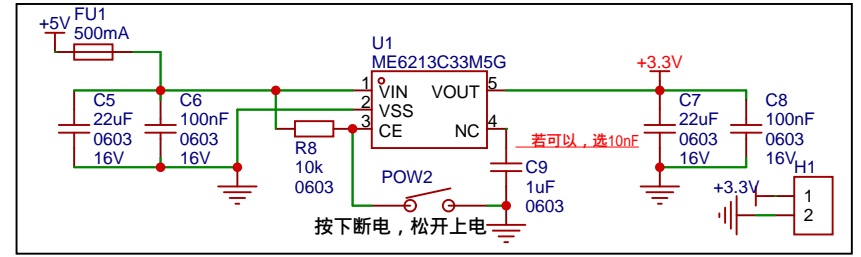 +5V
FU1
500mA
U1
ME6213C33M5G
1
VIN
VOUT
5
2
VSS
3
CE
NC
4
C5
22uF
0603
16V
C6
100nF
0603
16V
R8
10k
0603
POW2
按下断电，松开上电
C9
1uF
0603
若可以，选10nF
+3.3V
C7
22uF
0603
16V
C8
100nF
0603
16V
H1
+3.3V
1
2